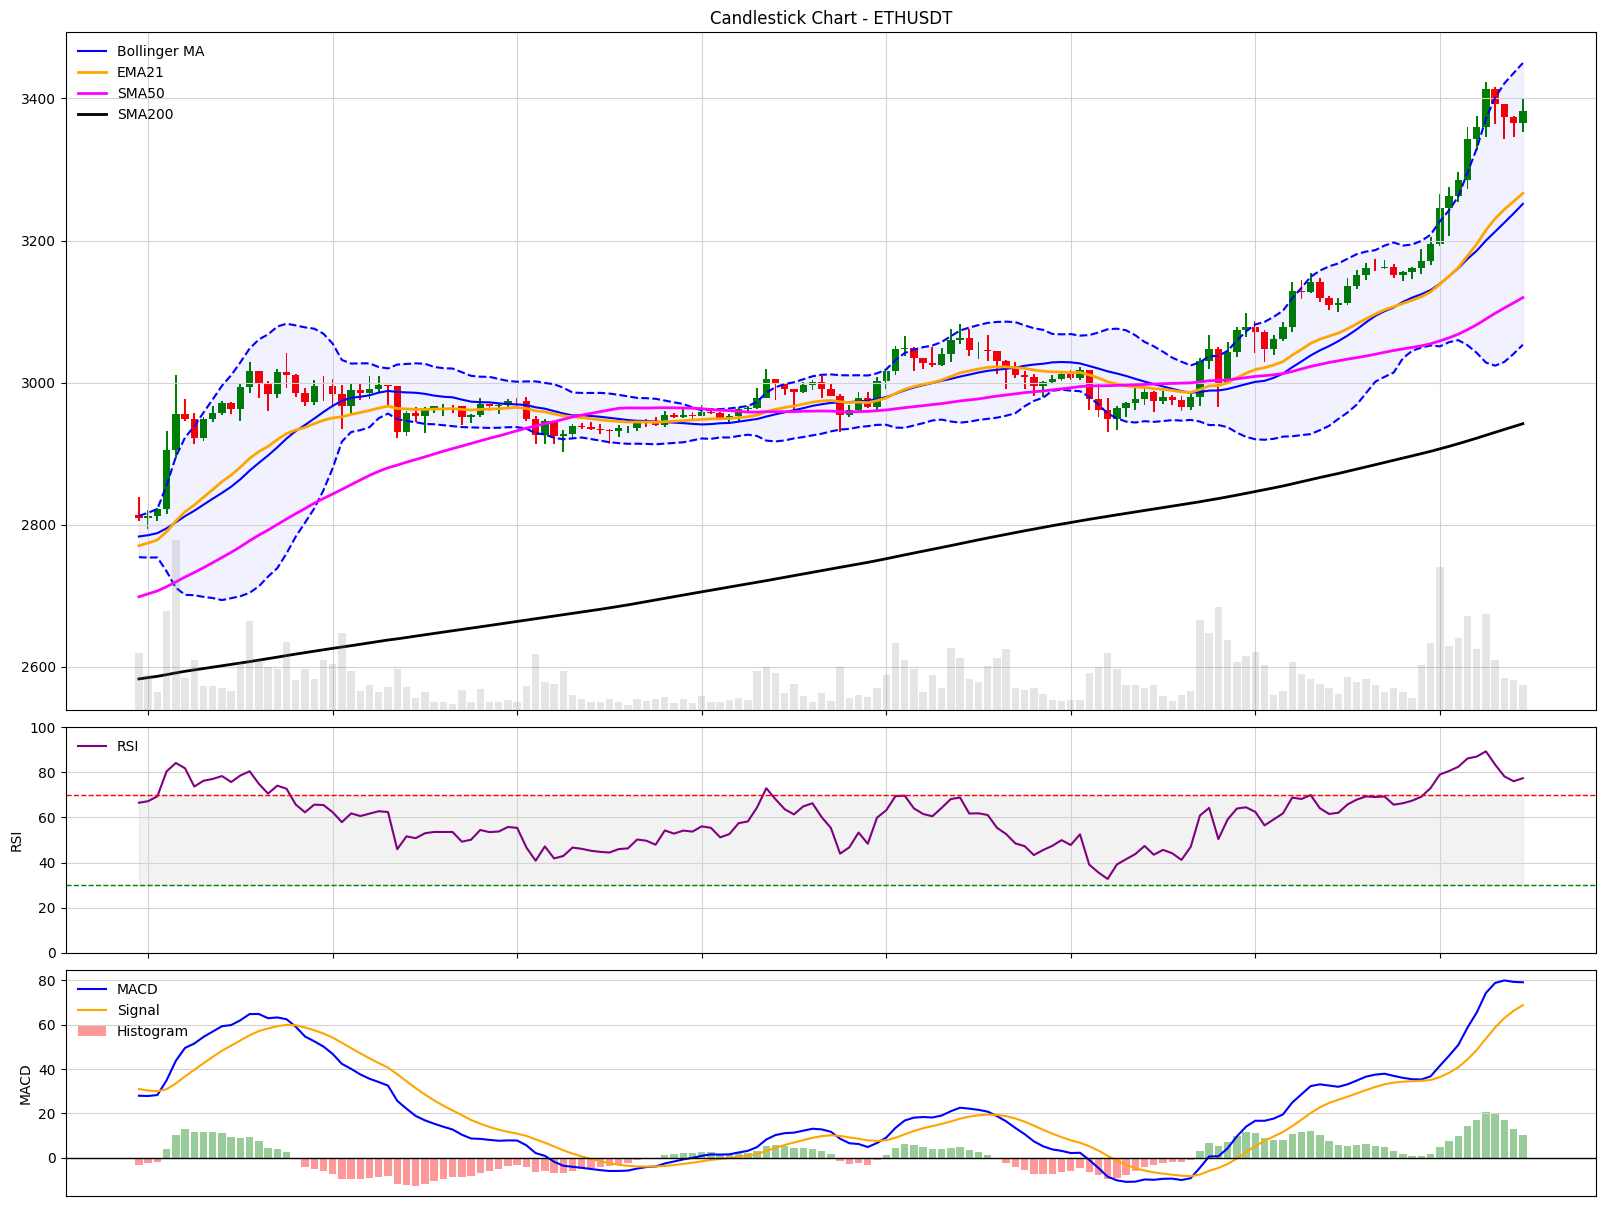 Candlestick Chart - ETHUSDT
Bollinger MA
EMA21
SMA50
SMA200
3400
3200
3000
2800
2600
RSI
100
80
60
40
20
0
RSI
MACD
Signal
Histogram
80
60
40
20
0
MACD